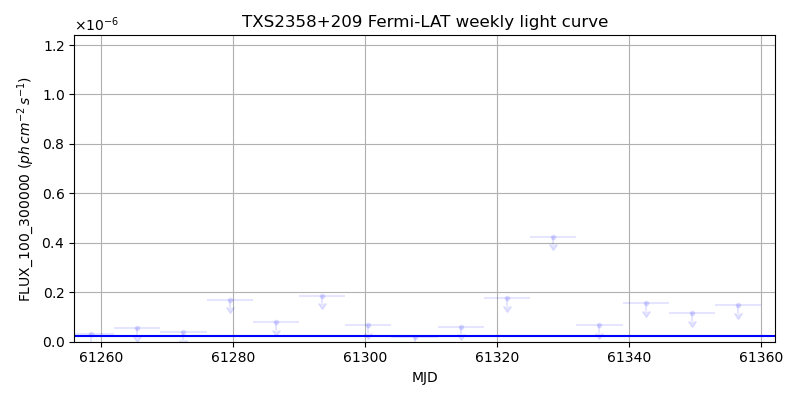 TXS2358+209 Fermi-LAT weekly light curve
×10⁻⁶
1.2
1.0
0.8
0.6
0.4
0.2
0.0
FLUX_100_300000 (ph cm⁻² s⁻¹)
61260 61280 61300 61320 61340 61360
MJD